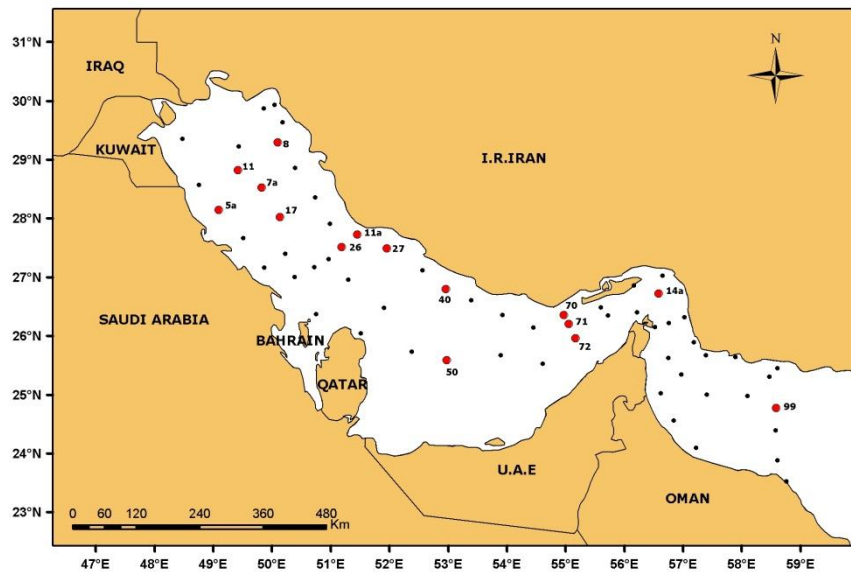 N
31°N
IRAQ
30°N
KUWAIT
8
I.R.IRAN
29°N
11
7a
28°N
5a
17
11a
26
27
27°N
14a
40
70
SAUDI ARABIA
71
26°N
BAHRAIN
72
QATAR
50
25°N
99
24°N
U.A.E
OMAN
23°N
0 60 120 240 360 480
Km
47°E 48°E 49°E 50°E 51°E 52°E 53°E 54°E 55°E 56°E 57°E 58°E 59°E